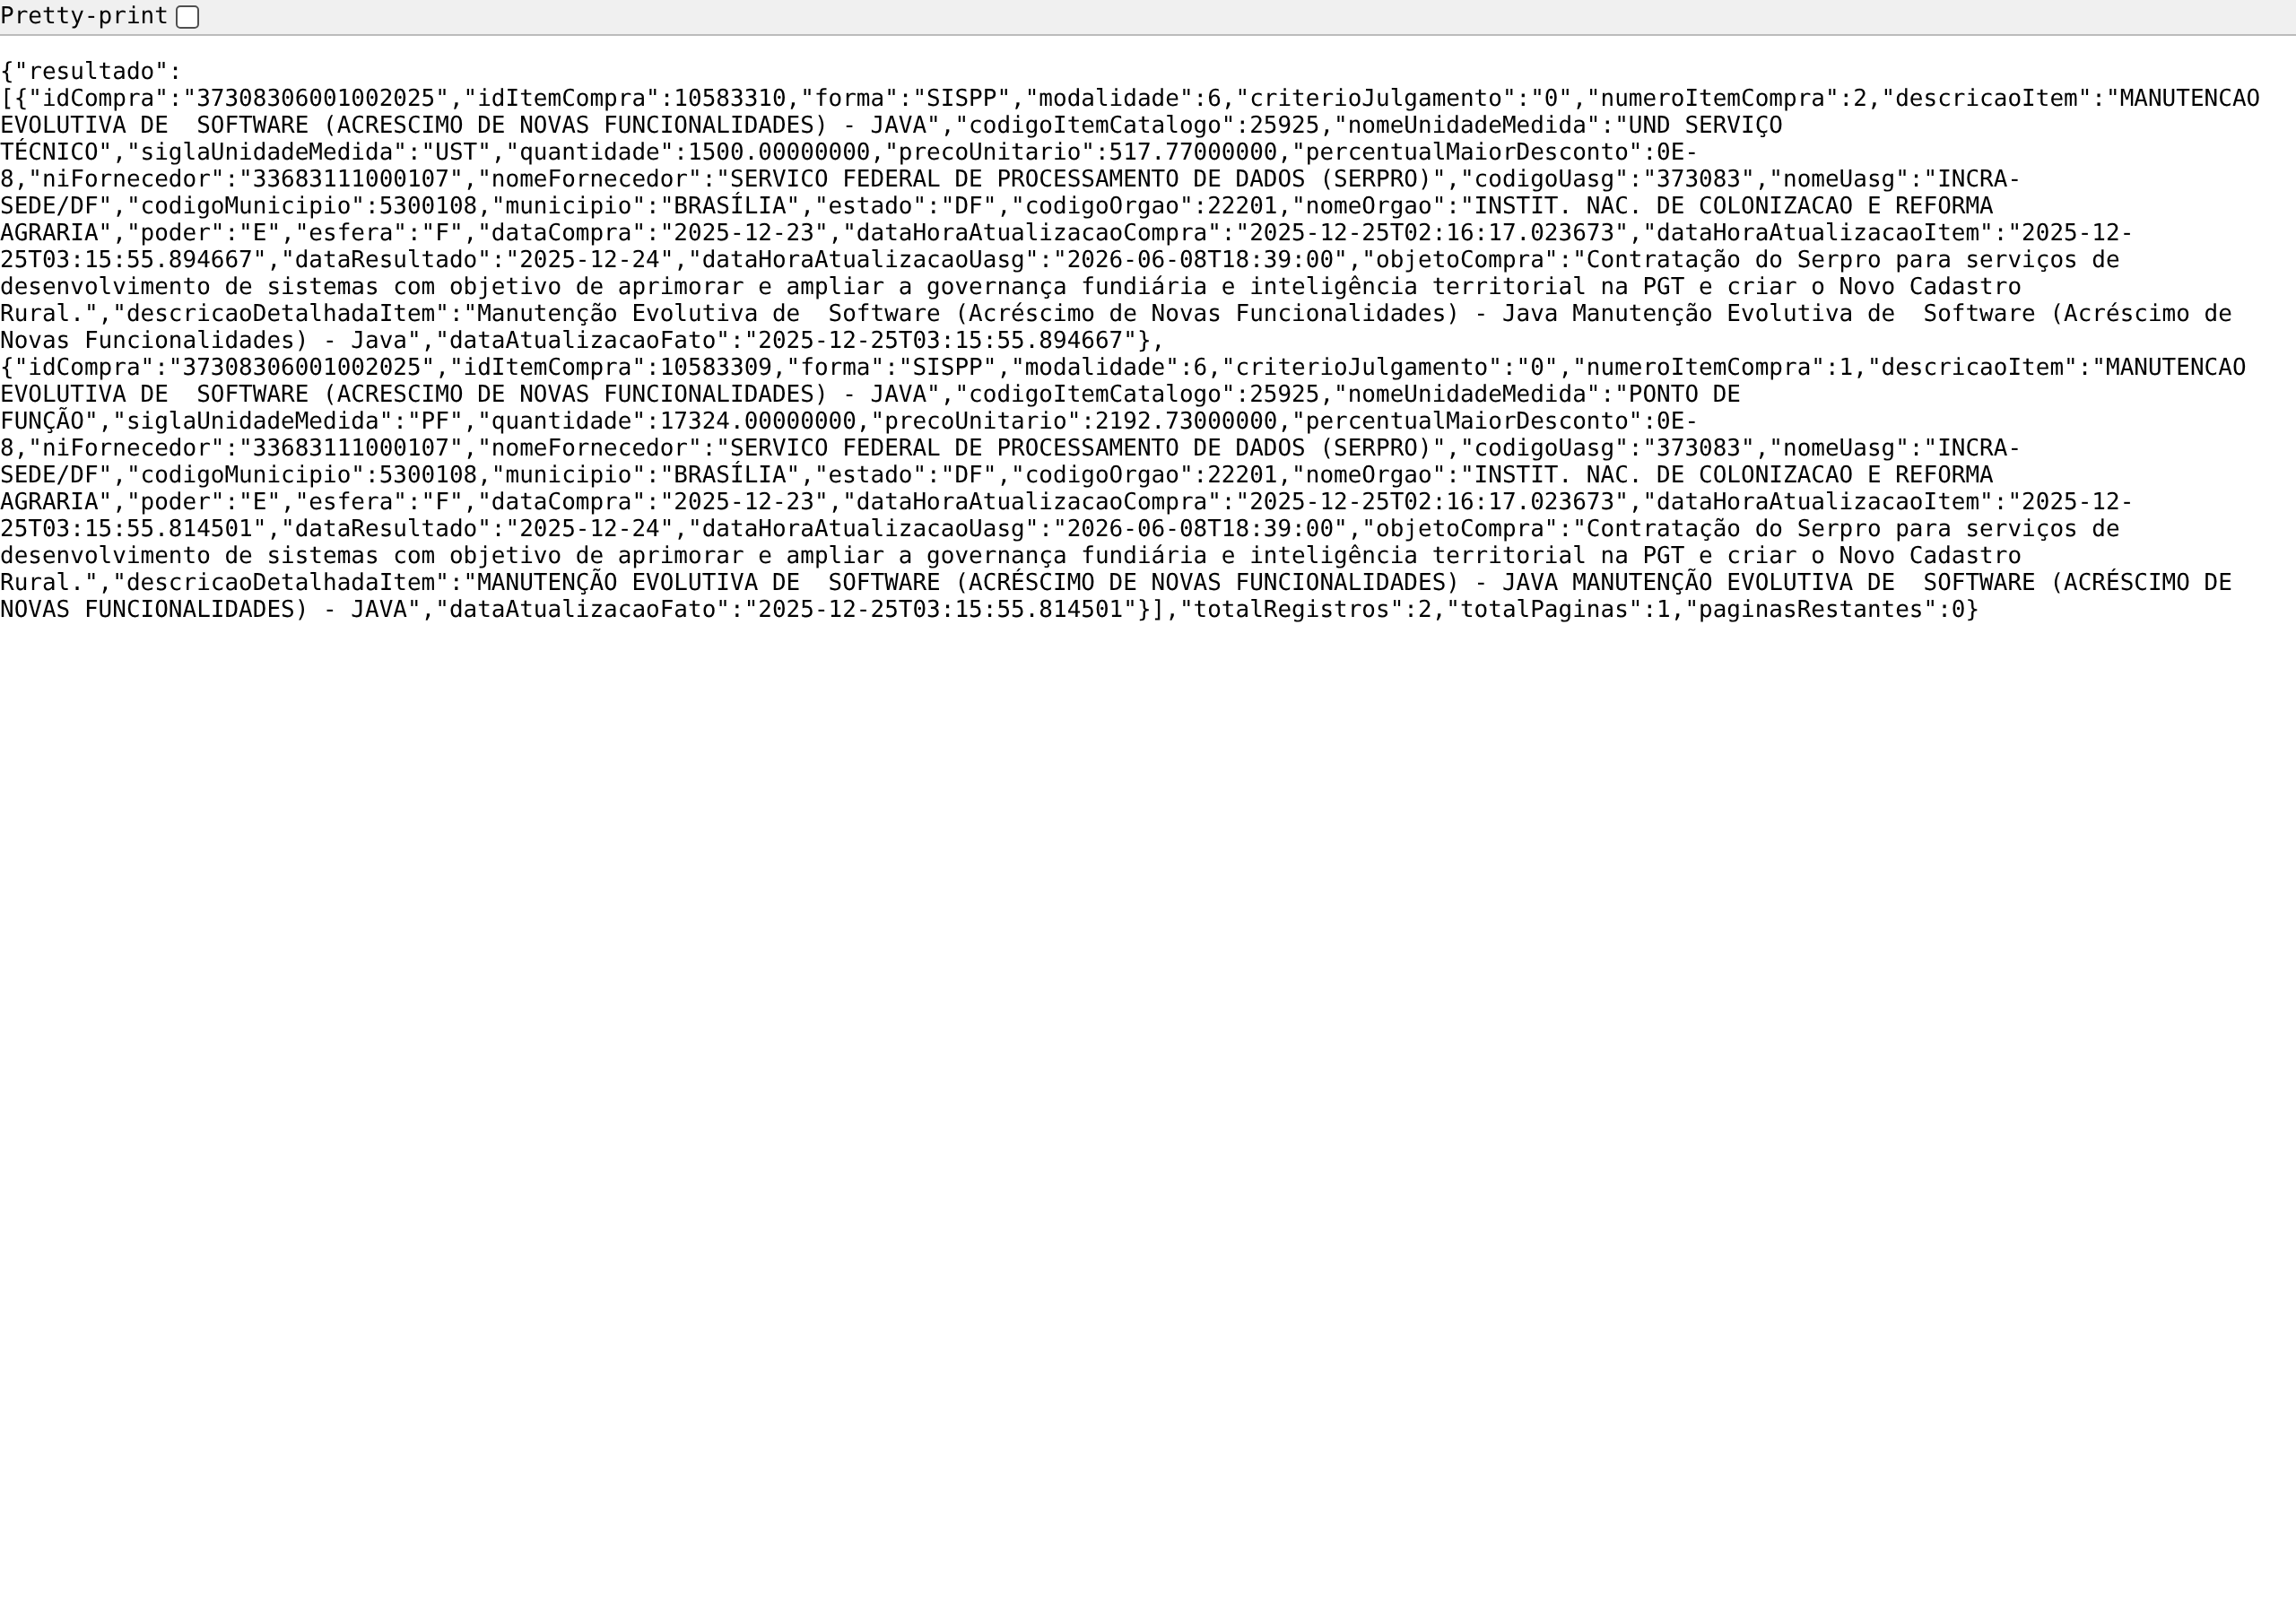 Pretty-print
{"resultado":
[{"idCompra":"37308306001002025","idItemCompra":10583310,"forma":"SISPP","modalidade":6,"criterioJulgamento":"0","numeroItemCompra":2,"descricaoItem":"MANUTENCAO
EVOLUTIVA DE  SOFTWARE (ACRESCIMO DE NOVAS FUNCIONALIDADES) - JAVA","codigoItemCatalogo":25925,"nomeUnidadeMedida":"UND SERVIÇO
TÉCNICO","siglaUnidadeMedida":"UST","quantidade":1500.00000000,"precoUnitario":517.77000000,"percentualMaiorDesconto":0E-
8,"niFornecedor":"33683111000107","nomeFornecedor":"SERVICO FEDERAL DE PROCESSAMENTO DE DADOS (SERPRO)","codigoUasg":"373083","nomeUasg":"INCRA-
SEDE/DF","codigoMunicipio":5300108,"municipio":"BRASÍLIA","estado":"DF","codigoOrgao":22201,"nomeOrgao":"INSTIT. NAC. DE COLONIZACAO E REFORMA
AGRARIA","poder":"E","esfera":"F","dataCompra":"2025-12-23","dataHoraAtualizacaoCompra":"2025-12-25T02:16:17.023673","dataHoraAtualizacaoItem":"2025-12-
25T03:15:55.894667","dataResultado":"2025-12-24","dataHoraAtualizacaoUasg":"2026-06-08T18:39:00","objetoCompra":"Contratação do Serpro para serviços de
desenvolvimento de sistemas com objetivo de aprimorar e ampliar a governança fundiária e inteligência territorial na PGT e criar o Novo Cadastro
Rural.","descricaoDetalhadaItem":"Manutenção Evolutiva de  Software (Acréscimo de Novas Funcionalidades) - Java Manutenção Evolutiva de  Software (Acréscimo de
Novas Funcionalidades) - Java","dataAtualizacaoFato":"2025-12-25T03:15:55.894667"},
{"idCompra":"37308306001002025","idItemCompra":10583309,"forma":"SISPP","modalidade":6,"criterioJulgamento":"0","numeroItemCompra":1,"descricaoItem":"MANUTENCAO
EVOLUTIVA DE  SOFTWARE (ACRESCIMO DE NOVAS FUNCIONALIDADES) - JAVA","codigoItemCatalogo":25925,"nomeUnidadeMedida":"PONTO DE
FUNÇÃO","siglaUnidadeMedida":"PF","quantidade":17324.00000000,"precoUnitario":2192.73000000,"percentualMaiorDesconto":0E-
8,"niFornecedor":"33683111000107","nomeFornecedor":"SERVICO FEDERAL DE PROCESSAMENTO DE DADOS (SERPRO)","codigoUasg":"373083","nomeUasg":"INCRA-
SEDE/DF","codigoMunicipio":5300108,"municipio":"BRASÍLIA","estado":"DF","codigoOrgao":22201,"nomeOrgao":"INSTIT. NAC. DE COLONIZACAO E REFORMA
AGRARIA","poder":"E","esfera":"F","dataCompra":"2025-12-23","dataHoraAtualizacaoCompra":"2025-12-25T02:16:17.023673","dataHoraAtualizacaoItem":"2025-12-
25T03:15:55.814501","dataResultado":"2025-12-24","dataHoraAtualizacaoUasg":"2026-06-08T18:39:00","objetoCompra":"Contratação do Serpro para serviços de
desenvolvimento de sistemas com objetivo de aprimorar e ampliar a governança fundiária e inteligência territorial na PGT e criar o Novo Cadastro
Rural.","descricaoDetalhadaItem":"MANUTENÇÃO EVOLUTIVA DE  SOFTWARE (ACRÉSCIMO DE NOVAS FUNCIONALIDADES) - JAVA MANUTENÇÃO EVOLUTIVA DE  SOFTWARE (ACRÉSCIMO DE
NOVAS FUNCIONALIDADES) - JAVA","dataAtualizacaoFato":"2025-12-25T03:15:55.814501"}],"totalRegistros":2,"totalPaginas":1,"paginasRestantes":0}